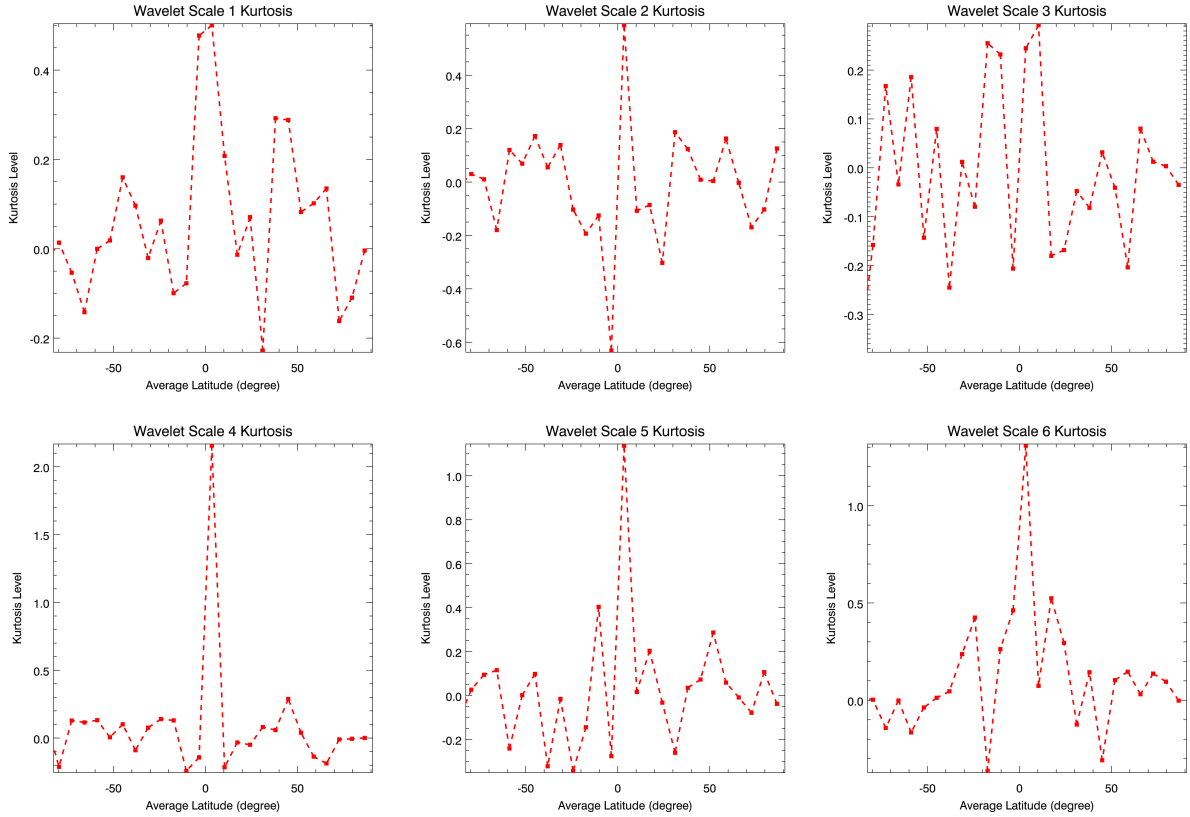 Wavelet Scale 1 Kurtosis
Kurtosis Level
0.4
0.2
0.0
-0.2
-50 0 50
Average Latitude (degree)
Wavelet Scale 2 Kurtosis
Kurtosis Level
0.4
0.2
0.0
-0.2
-0.4
-0.6
-50 0 50
Average Latitude (degree)
Wavelet Scale 3 Kurtosis
Kurtosis Level
0.2
0.1
0.0
-0.1
-0.2
-0.3
-50 0 50
Average Latitude (degree)
Wavelet Scale 4 Kurtosis
Kurtosis Level
2.0
1.5
1.0
0.5
0.0
-50 0 50
Average Latitude (degree)
Wavelet Scale 5 Kurtosis
Kurtosis Level
1.0
0.8
0.6
0.4
0.2
0.0
-0.2
-50 0 50
Average Latitude (degree)
Wavelet Scale 6 Kurtosis
Kurtosis Level
1.0
0.5
0.0
-50 0 50
Average Latitude (degree)